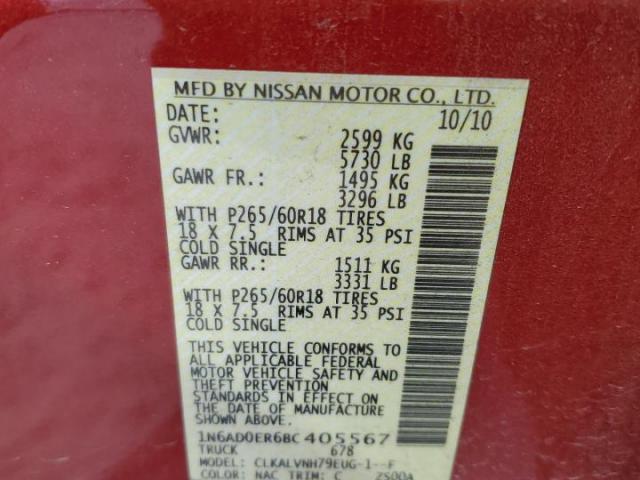 MFD BY NISSAN MOTOR CO., LTD.
DATE: 10/10
GVWR: 2599 KG
5730 LB
GAWR FR.: 1495 KG
3296 LB
WITH P265/60R18 TIRES
18 X 7.5 RIMS AT 35 PSI
COLD SINGLE
GAWR RR.: 1511 KG
3331 LB
WITH P265/60R18 TIRES
18 X 7.5 RIMS AT 35 PSI
COLD SINGLE
THIS VEHICLE CONFORMS TO
ALL APPLICABLE FEDERAL
MOTOR VEHICLE SAFETY AND
THEFT PREVENTION
STANDARDS IN EFFECT ON
THE DATE OF MANUFACTURE
SHOWN ABOVE.
1N6AD0ER6BC405567
TRUCK 678
MODEL: CLKALVNH79EUG-1--F
COLOR: NAC TRIM: C 2500A